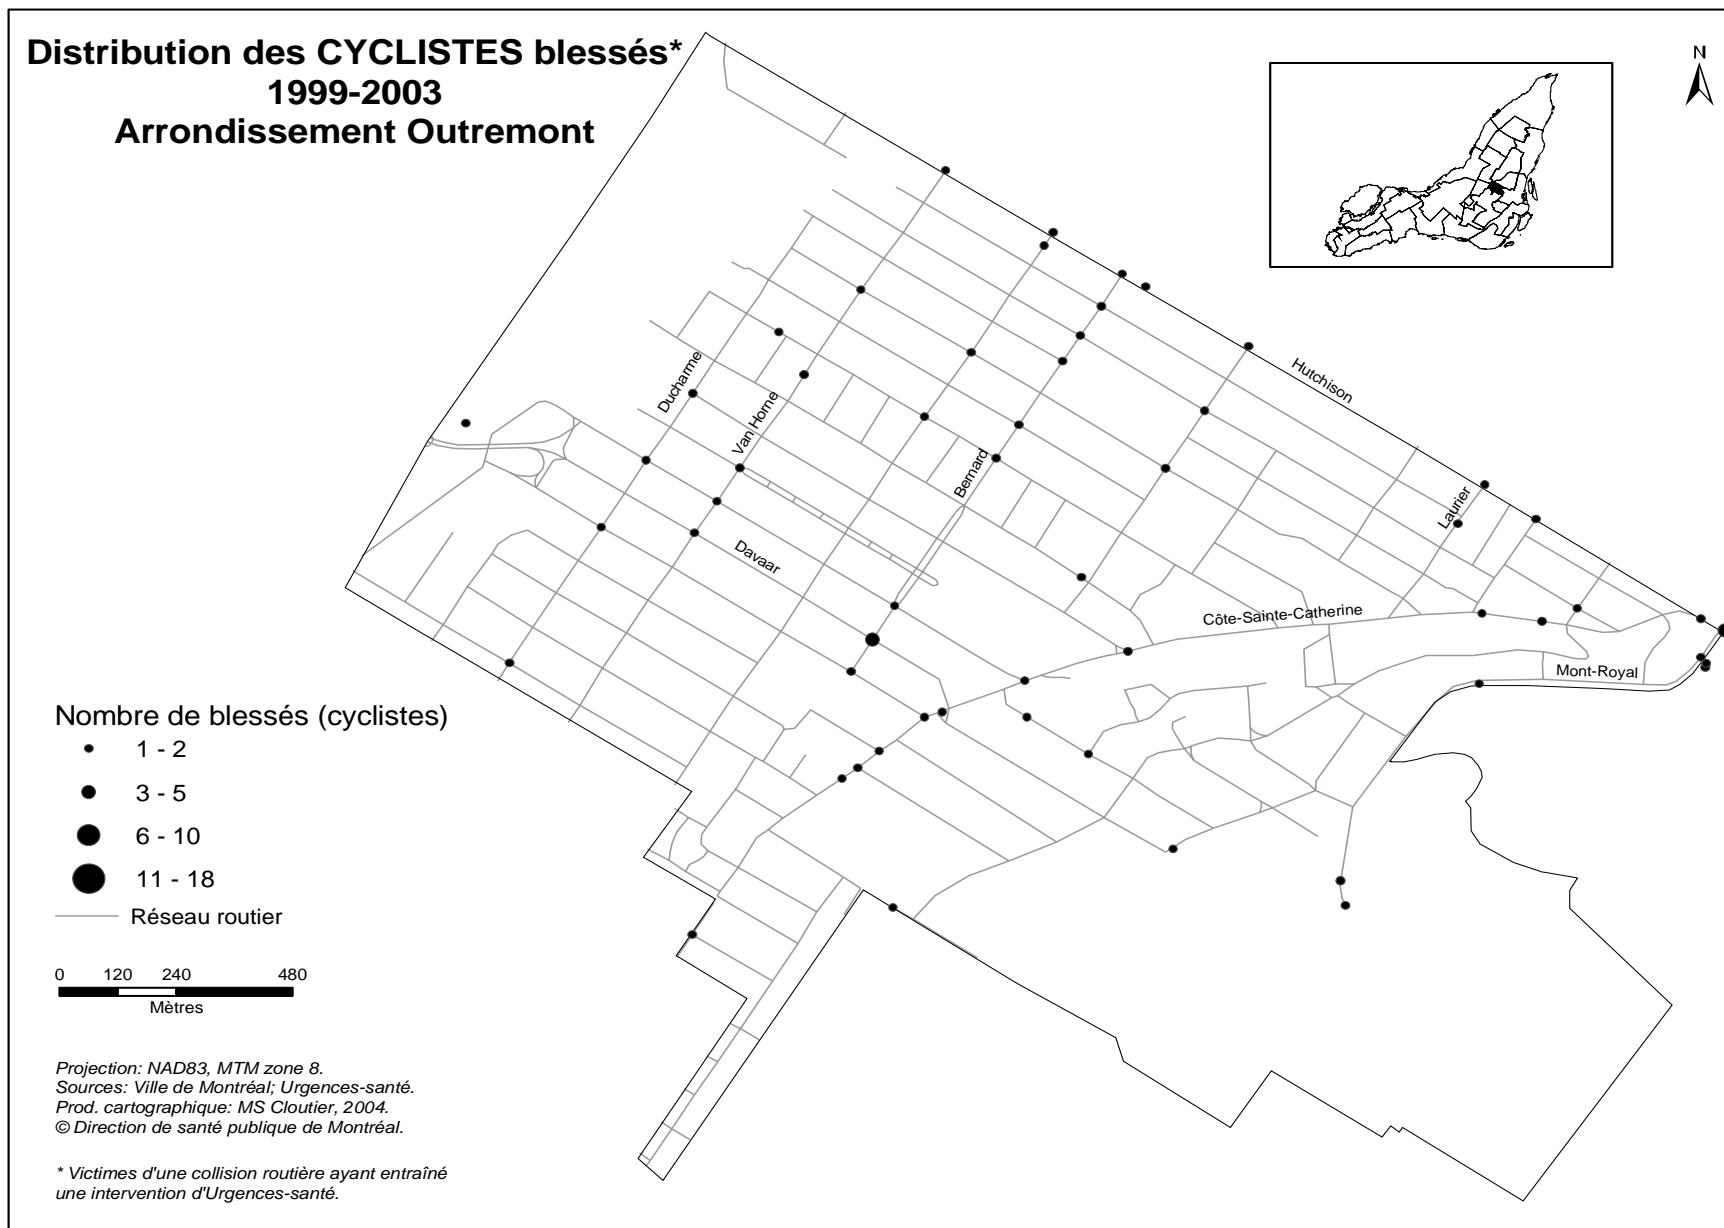 Distribution des CYCLISTES blessés*
1999-2003
Arrondissement Outremont
N
Hutchison
Ducharme
Van Horne
Bernard
Laurier
Davaar
Côte-Sainte-Catherine
Mont-Royal
Nombre de blessés (cyclistes)
1 - 2
3 - 5
6 - 10
11 - 18
Réseau routier
0 120 240 480
Mètres
Projection: NAD83, MTM zone 8.
Sources: Ville de Montréal; Urgences-santé.
Prod. cartographique: MS Cloutier, 2004.
© Direction de santé publique de Montréal.
* Victimes d'une collision routière ayant entraîné
une intervention d'Urgences-santé.